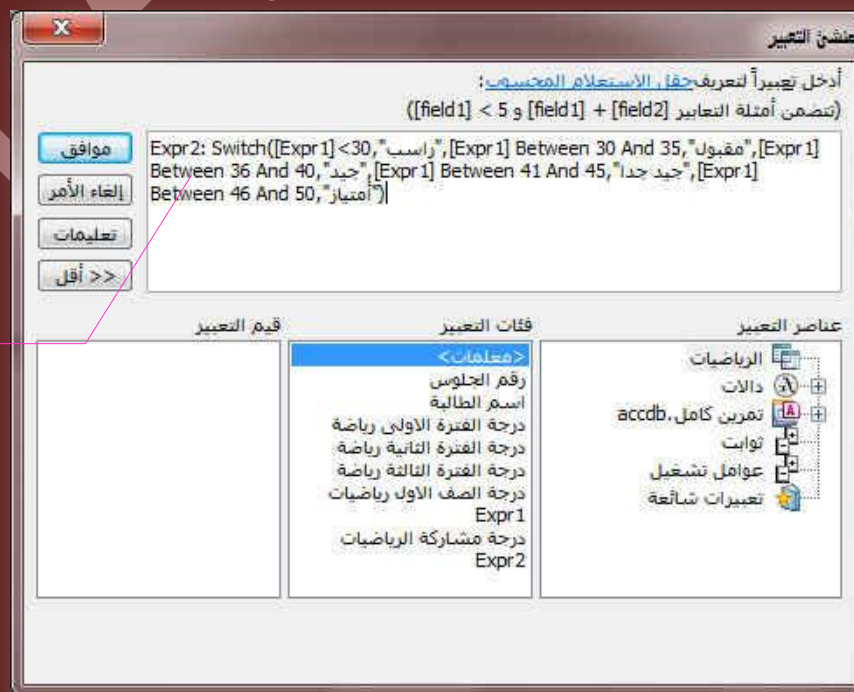 منشئ التعبير
أدخل تعبيراً لتعريف حقل الاستعلام المحسوب:
(تتضمن أمثلة التعابير [field1] + [field2] و [field1] < 5)
Expr2: Switch([Expr1]<30,"راسب",[Expr1] Between 30 And 35,"مقبول",[Expr1]
Between 36 And 40,"جيد",[Expr1] Between 41 And 45,"جيد جدا",[Expr1]
Between 46 And 50,"أمتياز")
موافق
إلغاء الأمر
تعليمات
<< أقل
عناصر التعبير
الرياضيات
دالات
تمرين كامل.accdb
ثوابت
عوامل تشغيل
تعبيرات شائعة
فئات التعبير
<معلمات>
رقم الجلوس
اسم الطالبة
درجة الفترة الاولى رياضة
درجة الفترة الثانية رياضة
درجة الفترة الثالثة رياضة
درجة الصف الاول رياضيات
Expr1
درجة مشاركة الرياضيات
Expr2
قيم التعبير